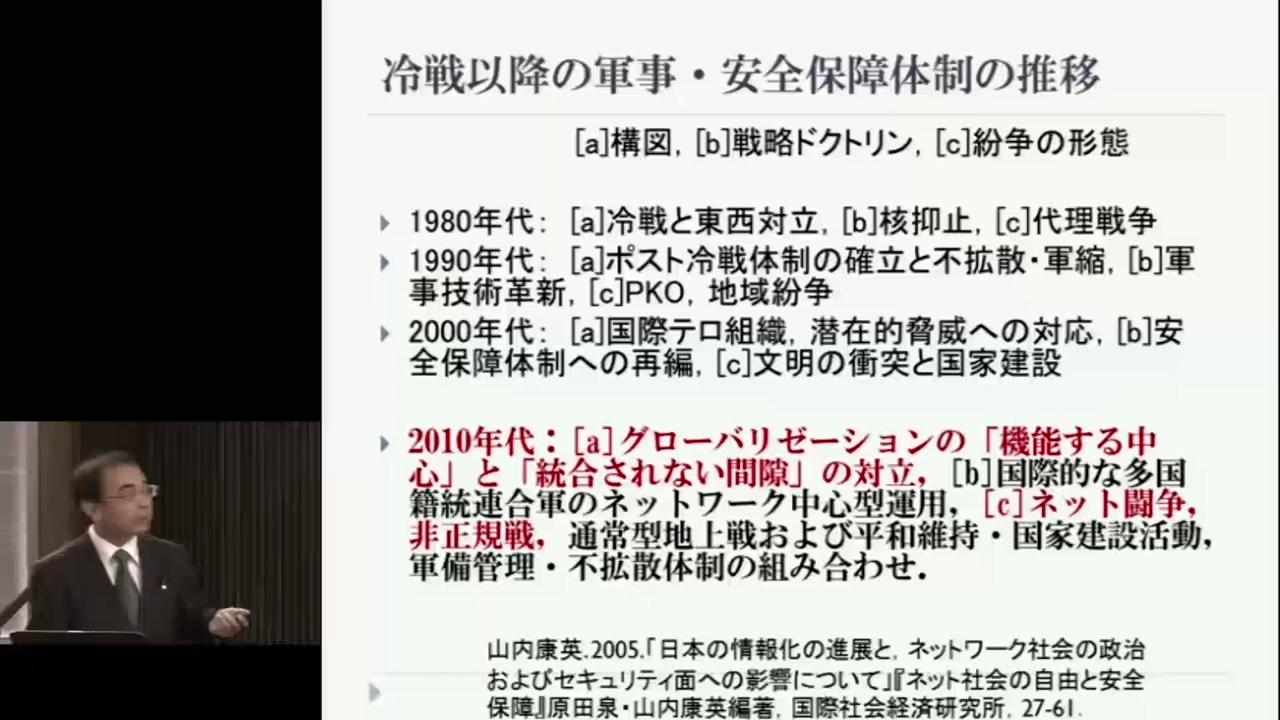 冷戦以降の軍事・安全保障体制の推移
[a]構図, [b]戦略ドクトリン, [c]紛争の形態
1980年代： [a]冷戦と東西対立, [b]核抑止, [c]代理戦争
1990年代： [a]ポスト冷戦体制の確立と不拡散・軍縮, [b]軍
事技術革新, [c]PKO, 地域紛争
2000年代： [a]国際テロ組織, 潜在的脅威への対応, [b]安
全保障体制への再編, [c]文明の衝突と国家建設
2010年代：[a]グローバリゼーションの「機能する中
心」と「統合されない間隙」の対立, [b]国際的な多国
籍統連合軍のネットワーク中心型運用, [c]ネット闘争,
非正規戦, 通常型地上戦および平和維持・国家建設活動,
軍備管理・不拡散体制の組み合わせ.
山内康英.2005.「日本の情報化の進展と, ネットワーク社会の政治
およびセキュリティ面への影響について」『ネット社会の自由と安全
保障』原田泉・山内康英編著, 国際社会経済研究所, 27-61.